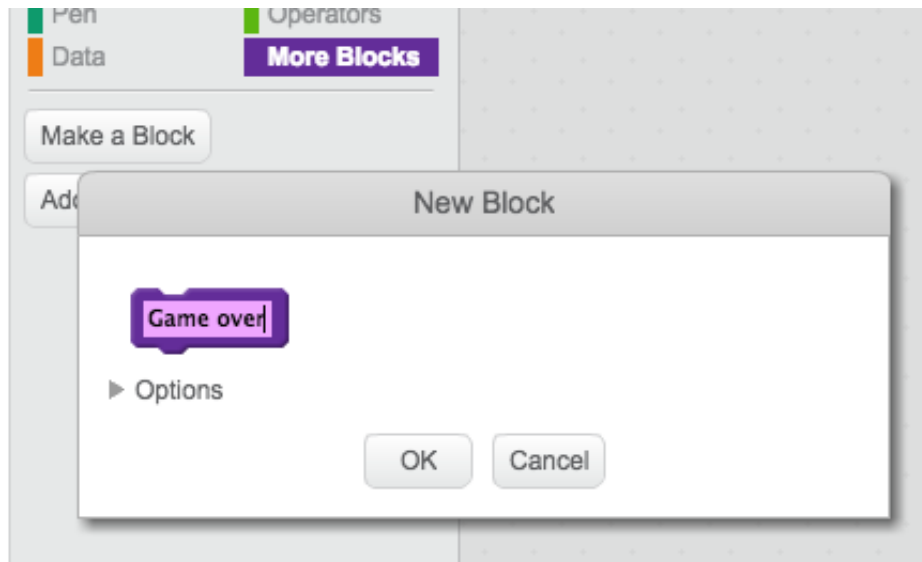 Pen
Operators
Data
More Blocks
Make a Block
Add
New Block
Game over
Options
OK
Cancel